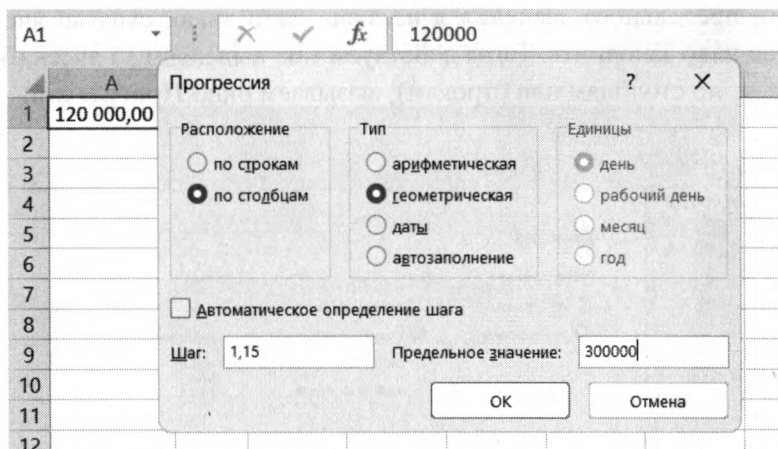 A1 fx 120000
A
1 120 000,00
2
3
4
5
6
7
8
9
10
11
12
Прогрессия ? ×
Расположение
по строкам
по столбцам
Тип
арифметическая
геометрическая
даты
автозаполнение
Единицы
день
рабочий день
месяц
год
Автоматическое определение шага
Шаг: 1,15 Предельное значение: 300000
ОК Отмена